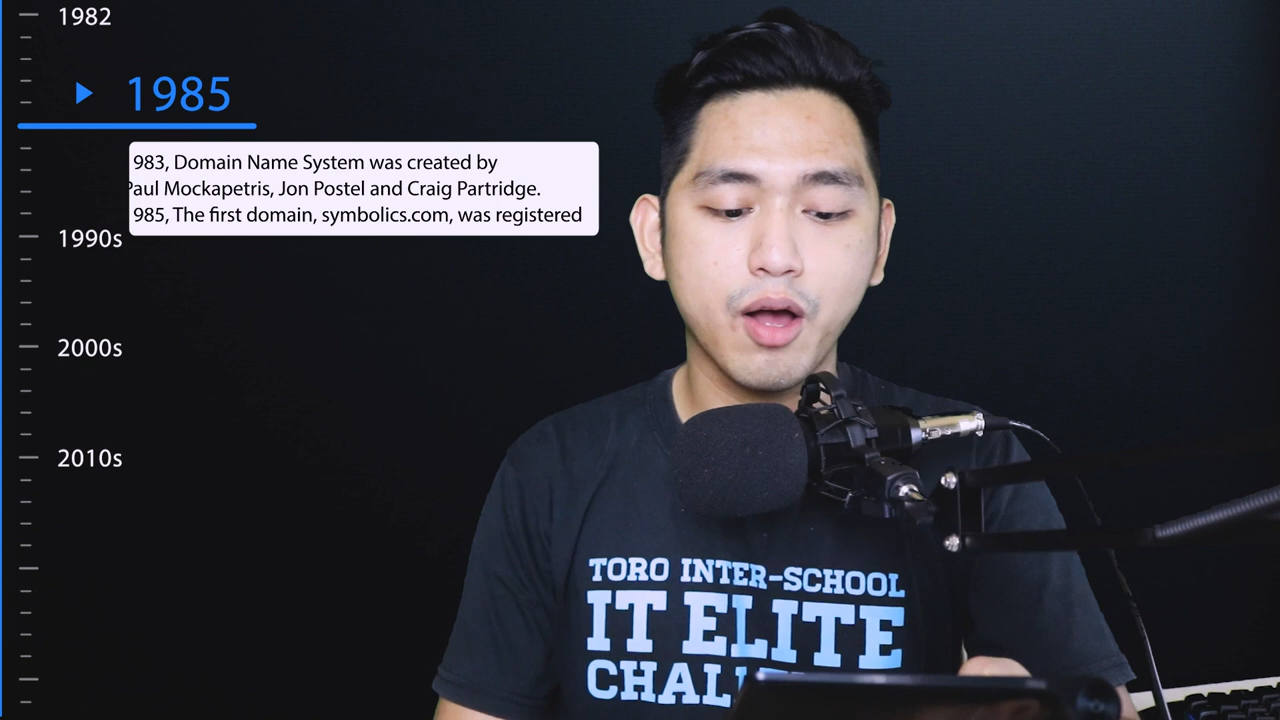 1982
1985
983, Domain Name System was created by
Paul Mockapetris, Jon Postel and Craig Partridge.
985, The first domain, symbolics.com, was registered
1990s
2000s
2010s
TORO INTER-SCHOOL
IT ELITE